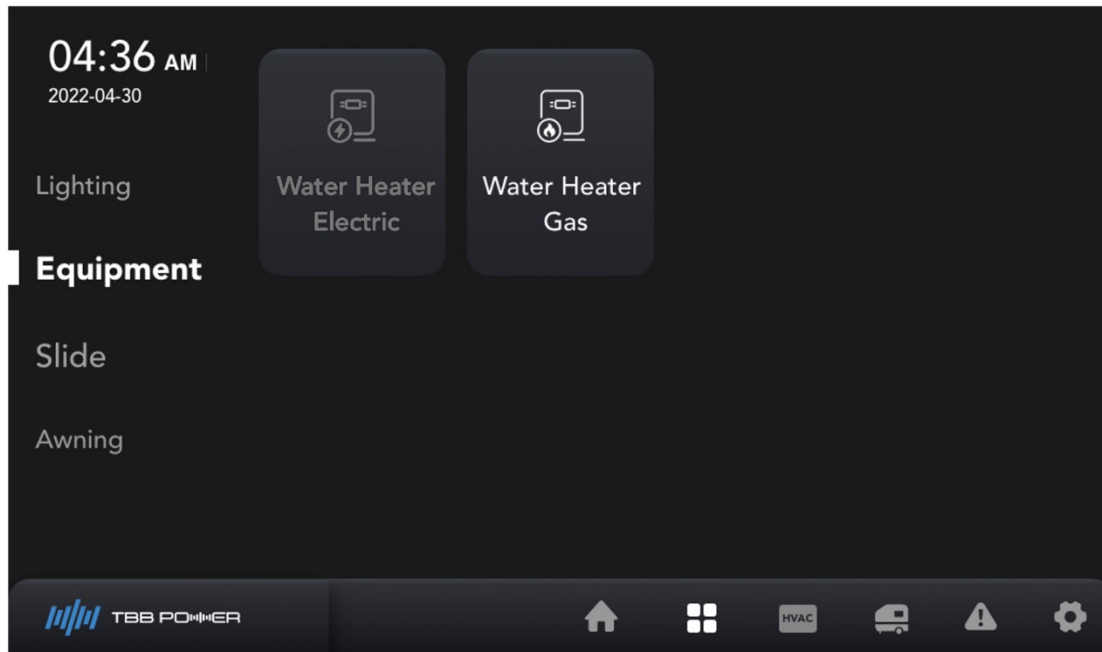 04:36 AM
2022-04-30
Lighting
Equipment
Slide
Awning
Water Heater
Electric
Water Heater
Gas
TBB POWER
HVAC